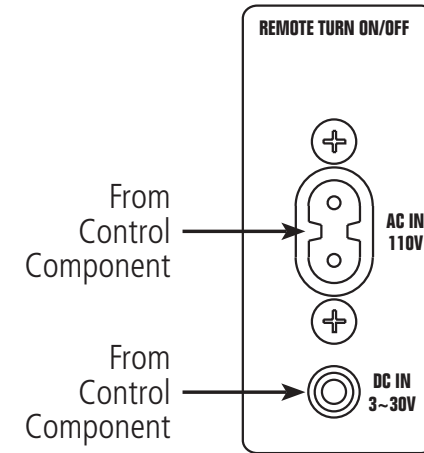 REMOTE TURN ON/OFF
From
Control
Component
AC IN
110V
From
Control
Component
DC IN
3~30V